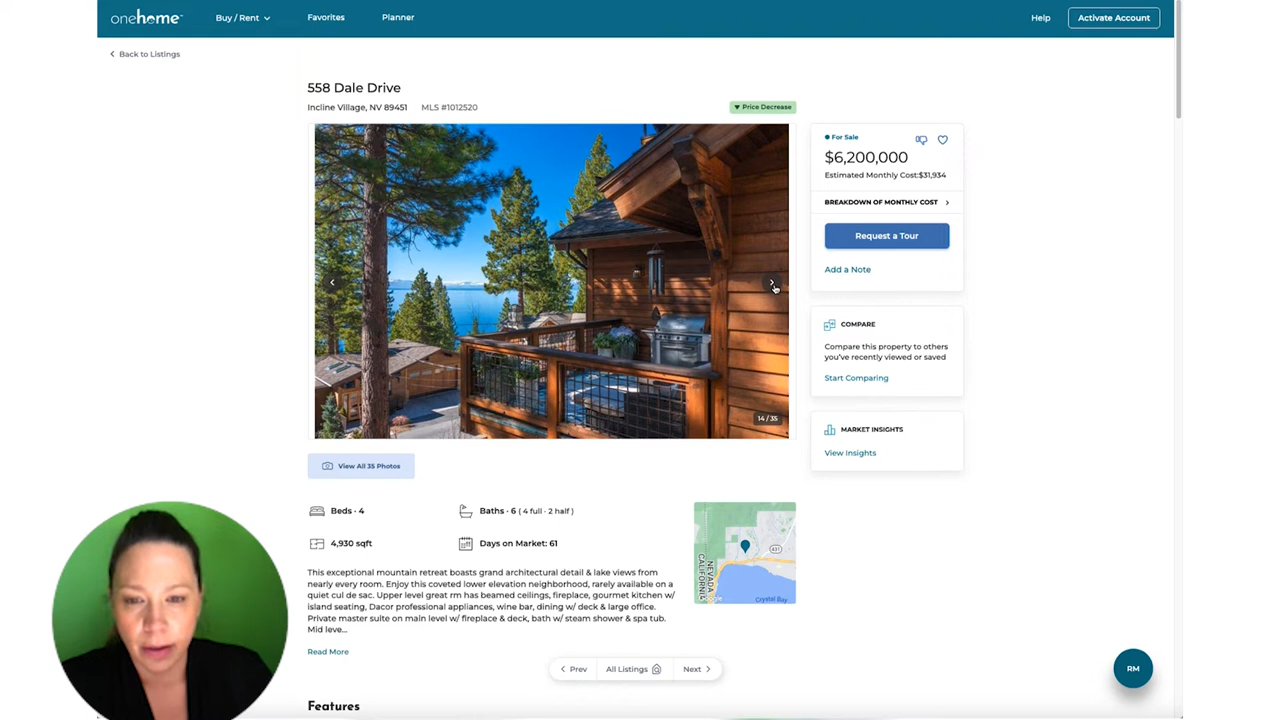 onehome
Buy / Rent
Favorites
Planner
Help
Activate Account
Back to Listings
558 Dale Drive
Incline Village, NV 89451 MLS #1012520
Price Decrease
For Sale
$6,200,000
Estimated Monthly Cost:$31,934
BREAKDOWN OF MONTHLY COST
Request a Tour
Add a Note
14 / 35
COMPARE
Compare this property to others
you've recently viewed or saved
Start Comparing
MARKET INSIGHTS
View Insights
View All 35 Photos
Beds · 4
Baths · 6 ( 4 full · 2 half )
4,930 sqft
Days on Market: 61
This exceptional mountain retreat boasts grand architectural detail & lake views from
nearly every room. Enjoy this coveted lower elevation neighborhood, rarely available on a
quiet cul de sac. Upper level great rm has beamed ceilings, fireplace, gourmet kitchen w/
island seating, Dacor professional appliances, wine bar, dining w/ deck & large office.
Private master suite on main level w/ fireplace & deck, bath w/ steam shower & spa tub.
Mid leve...
Read More
431
NEVADA
CALIFORNIA
Google
Crystal Bay
Prev
All Listings
Next
RM
Features